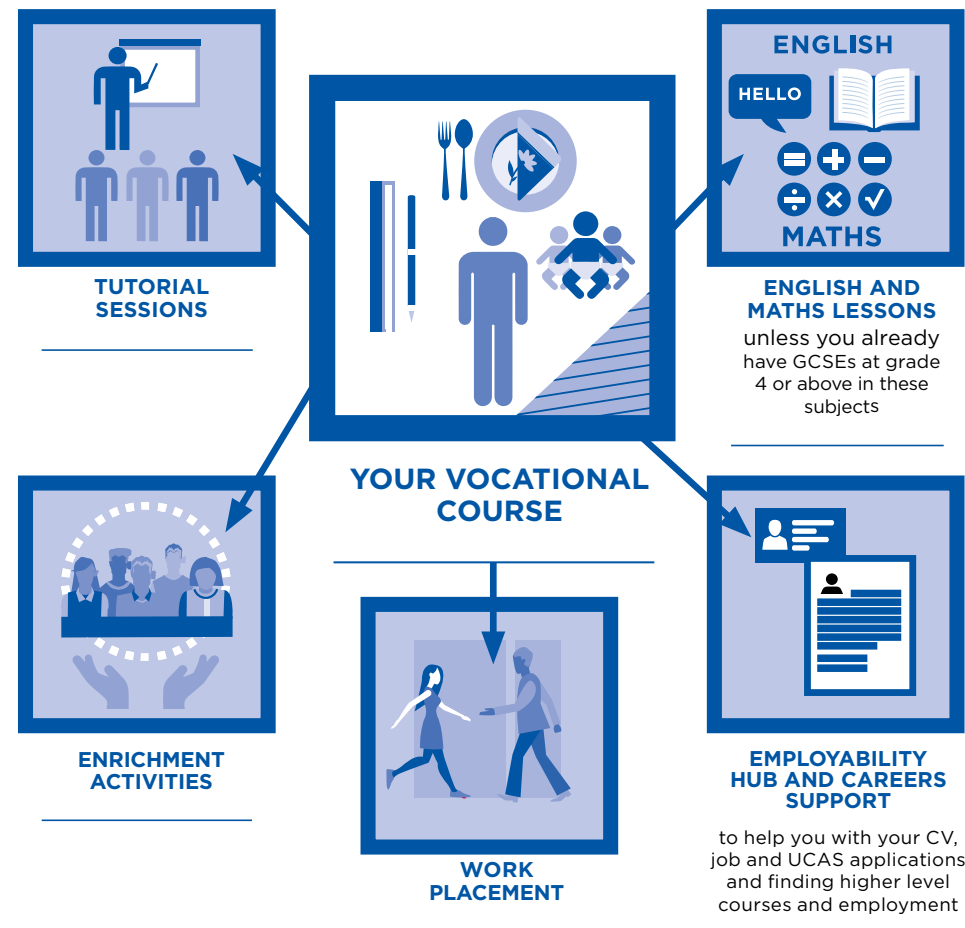 TUTORIAL
SESSIONS
ENGLISH
HELLO
MATHS
ENGLISH AND
MATHS LESSONS
unless you already
have GCSEs at grade
4 or above in these
subjects
YOUR VOCATIONAL
COURSE
ENRICHMENT
ACTIVITIES
WORK
PLACEMENT
EMPLOYABILITY
HUB AND CAREERS
SUPPORT
to help you with your CV,
job and UCAS applications
and finding higher level
courses and employment